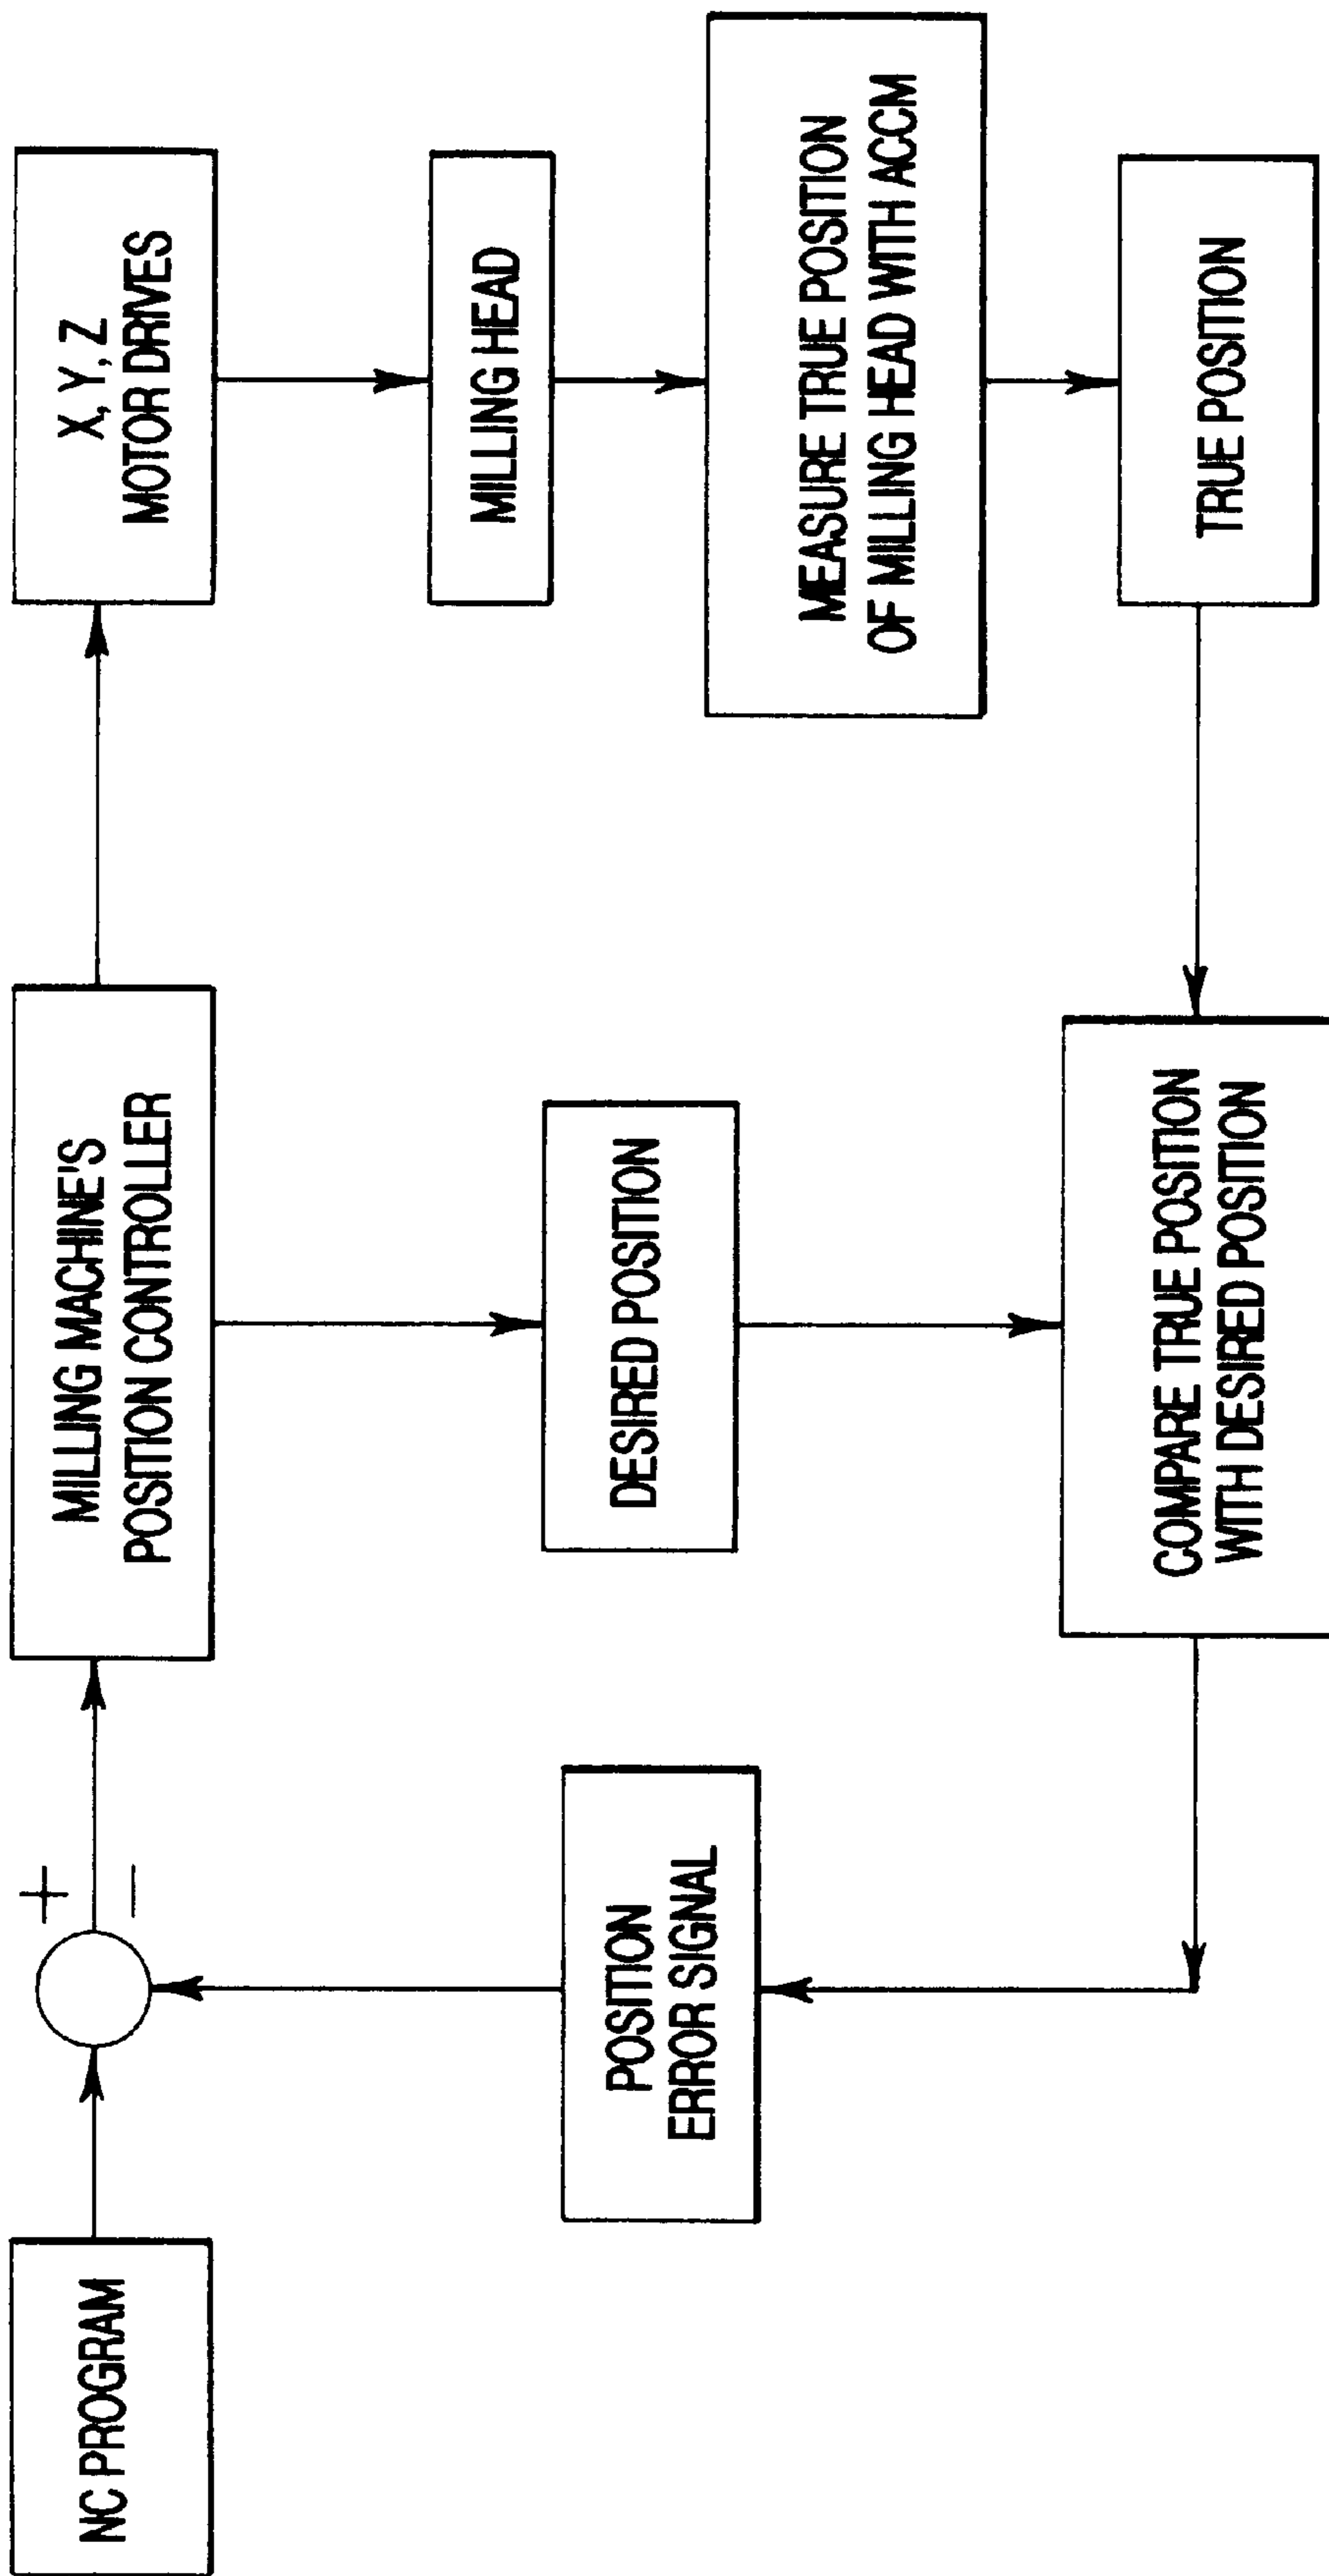 NC PROGRAM
+
−
MILLING MACHINE'S
POSITION CONTROLLER
X, Y, Z
MOTOR DRIVES
MILLING HEAD
MEASURE TRUE POSITION
OF MILLING HEAD WITH ACCM
TRUE POSITION
DESIRED POSITION
COMPARE TRUE POSITION
WITH DESIRED POSITION
POSITION
ERROR SIGNAL